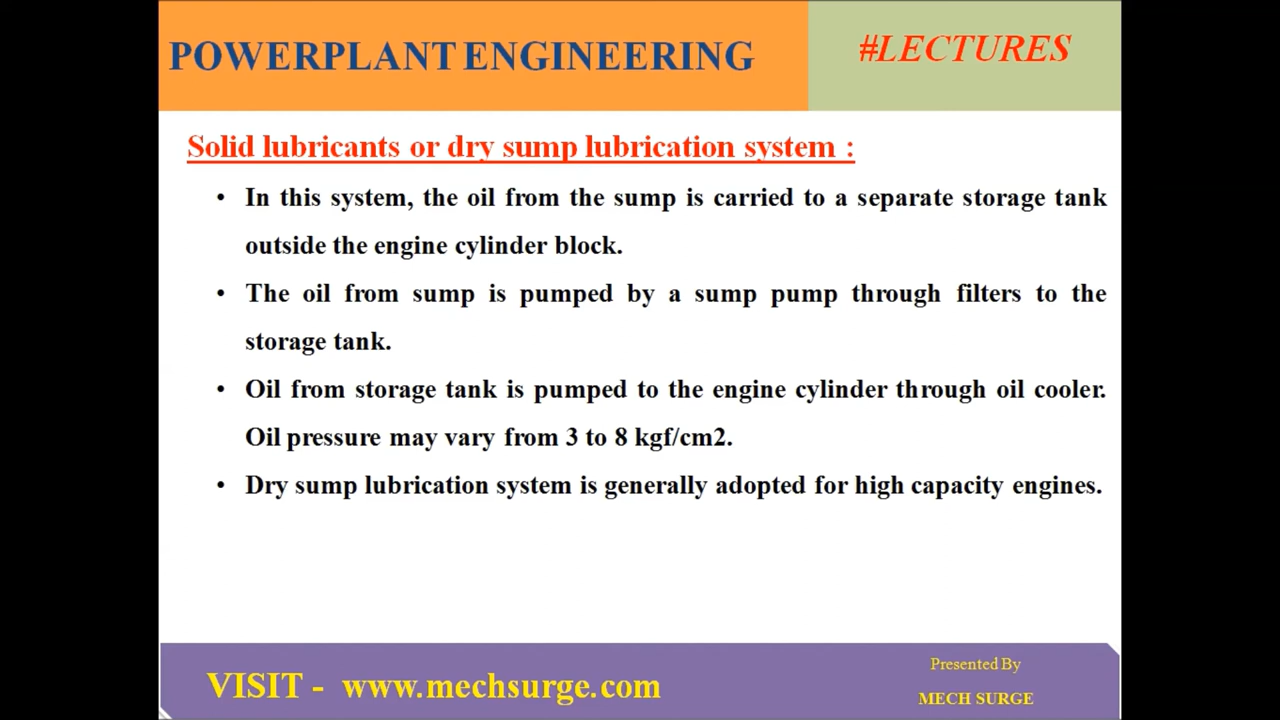 POWERPLANT ENGINEERING
#LECTURES
Solid lubricants or dry sump lubrication system :
• In this system, the oil from the sump is carried to a separate storage tank
outside the engine cylinder block.
• The oil from sump is pumped by a sump pump through filters to the
storage tank.
• Oil from storage tank is pumped to the engine cylinder through oil cooler.
Oil pressure may vary from 3 to 8 kgf/cm2.
• Dry sump lubrication system is generally adopted for high capacity engines.
VISIT - www.mechsurge.com
Presented By
MECH SURGE